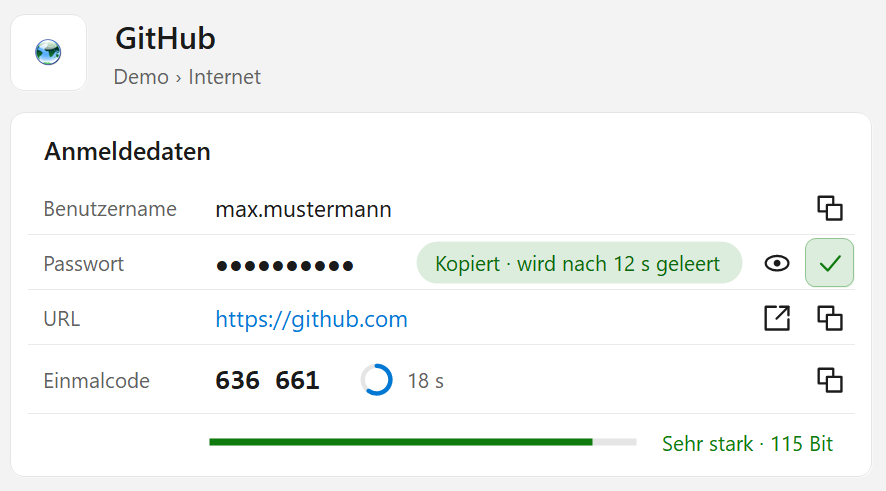 GitHub
Demo › Internet
Anmeldedaten
Benutzername max.mustermann
Passwort ●●●●●●●●●● Kopiert · wird nach 12 s geleert
URL https://github.com
Einmalcode 636 661 18 s
Sehr stark · 115 Bit